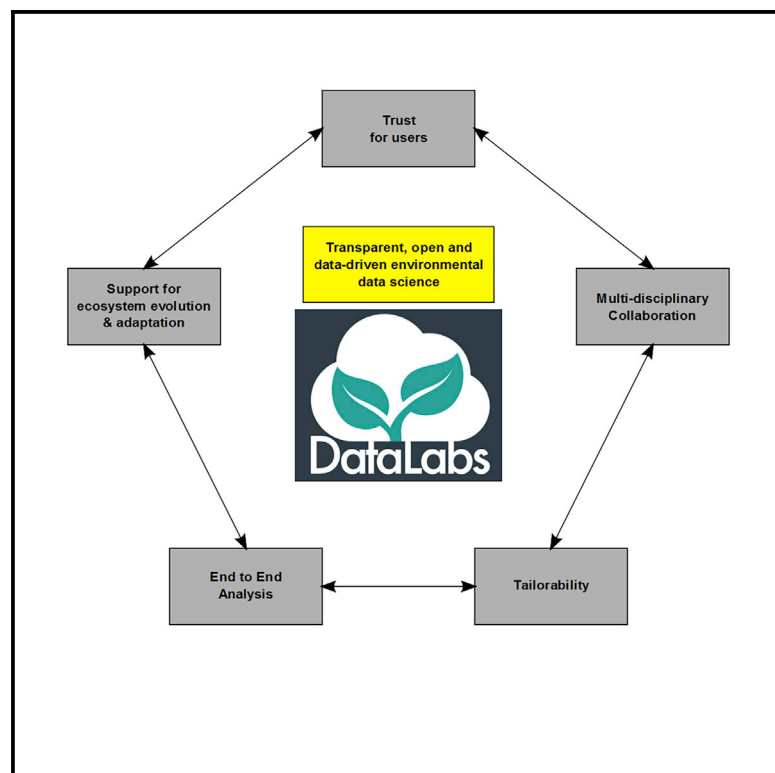 Trust
for users
Transparent, open and
data-driven environmental
data science
Support for
ecosystem evolution
& adaptation
Multi-disciplinary
Collaboration
DataLabs
End to End
Analysis
Tailorability